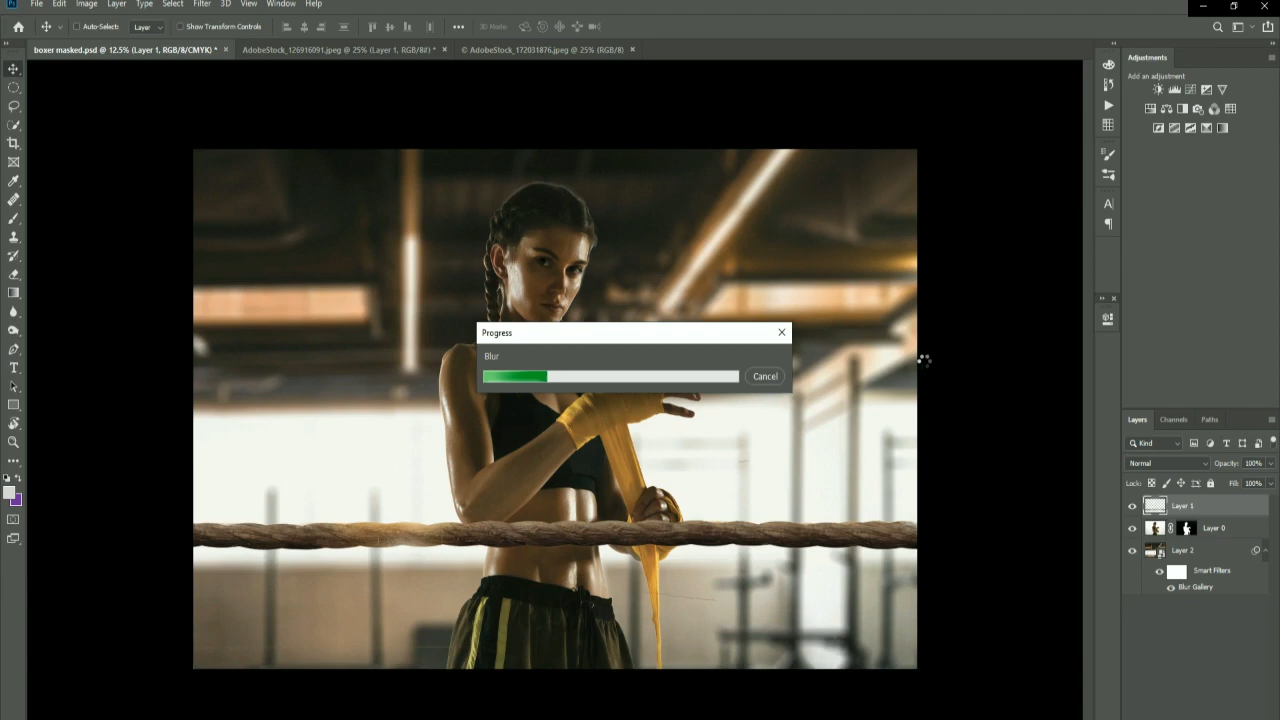 Ps File Edit Image Layer Type Select Filter 3D View Window Help
Auto-Select: Layer Show Transform Controls 3D Mode:
boxer masked.psd @ 12.5% (Layer 1, RGB/8/CMYK) * × AdobeStock_126916091.jpeg @ 25% (Layer 1, RGB/8#) * × © AdobeStock_172031876.jpeg @ 25% (RGB/8) ×
Adjustments
Add an adjustment
Progress
Blur
Cancel
Layers Channels Paths
Kind
Normal Opacity: 100%
Lock: Fill: 100%
Layer 1
Layer 0
Layer 2
Smart Filters
Blur Gallery